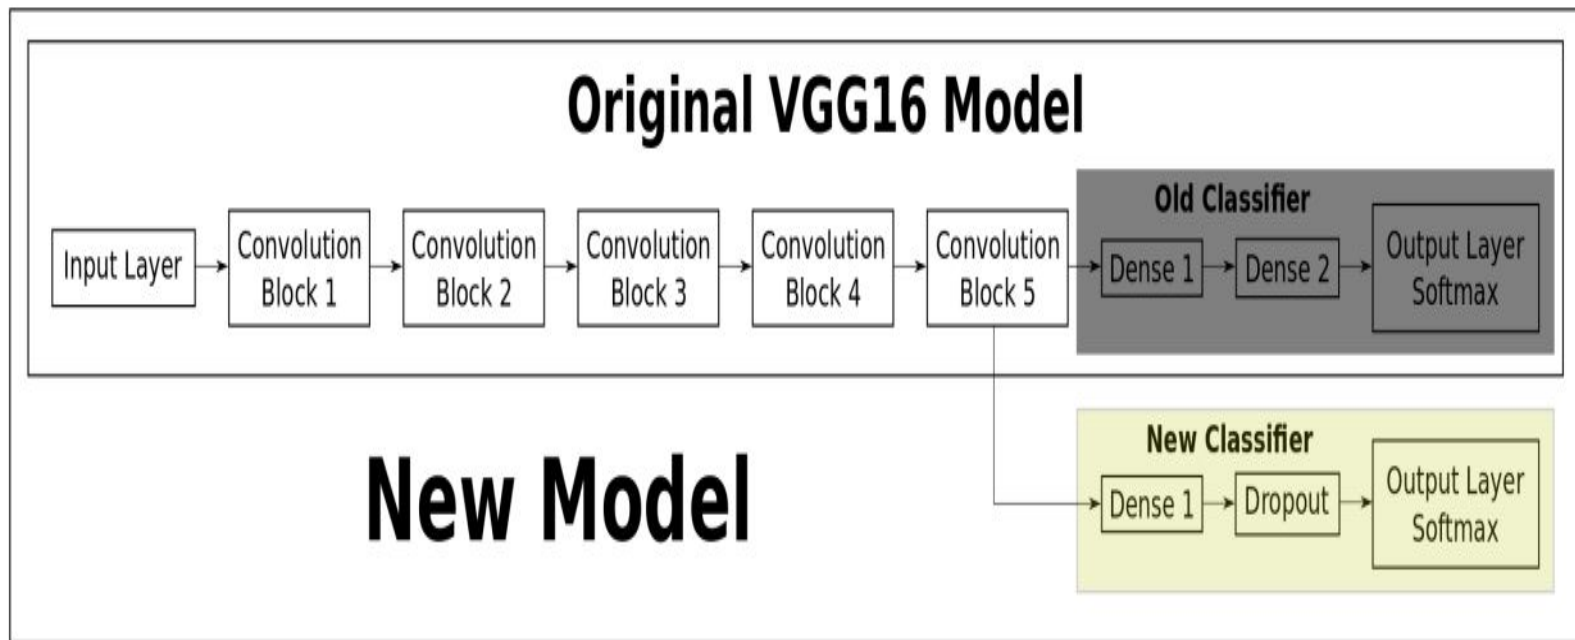 Original VGG16 Model
Old Classifier
Input Layer
Convolution
Block 1
Convolution
Block 2
Convolution
Block 3
Convolution
Block 4
Convolution
Block 5
Dense 1
Dense 2
Output Layer
Softmax
New Model
New Classifier
Dense 1
Dropout
Output Layer
Softmax